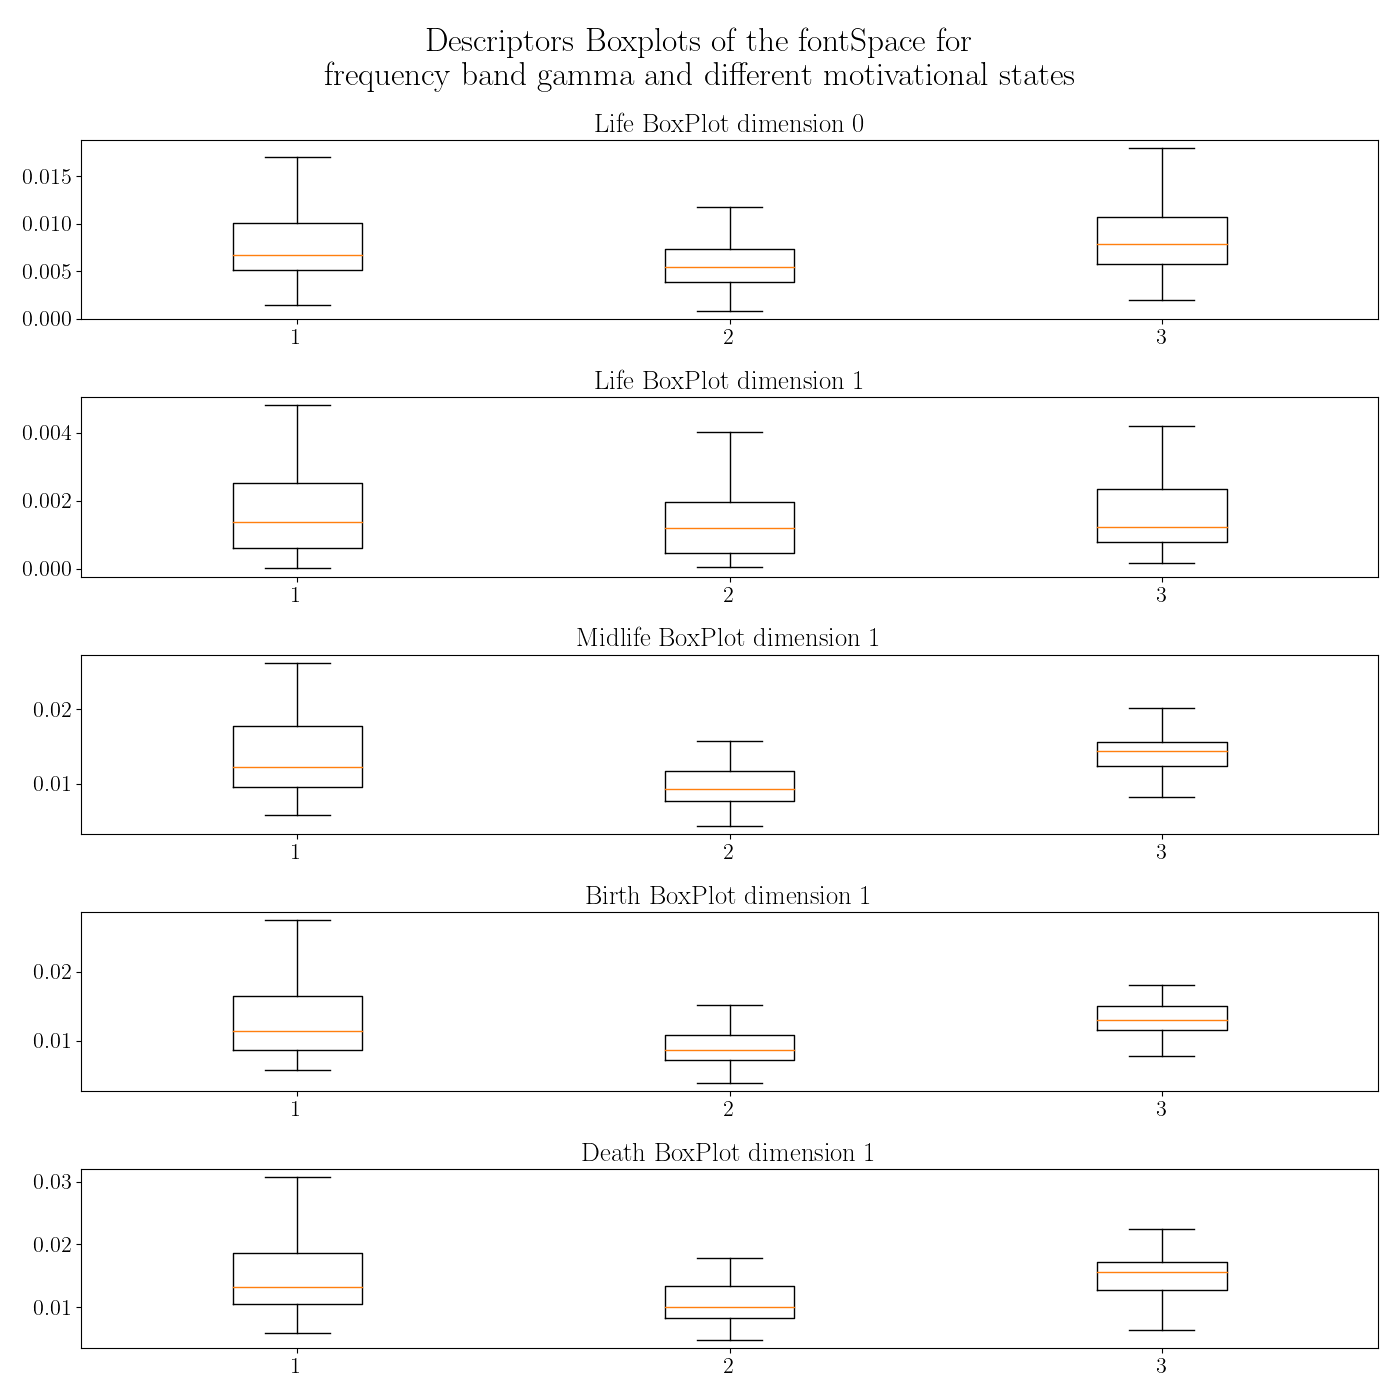 Descriptors Boxplots of the fontSpace for
frequency band gamma and different motivational states
Life BoxPlot dimension 0
0.015
0.010
0.005
0.000
1 2 3
Life BoxPlot dimension 1
0.004
0.002
0.000
1 2 3
Midlife BoxPlot dimension 1
0.02
0.01
1 2 3
Birth BoxPlot dimension 1
0.02
0.01
1 2 3
Death BoxPlot dimension 1
0.03
0.02
0.01
1 2 3